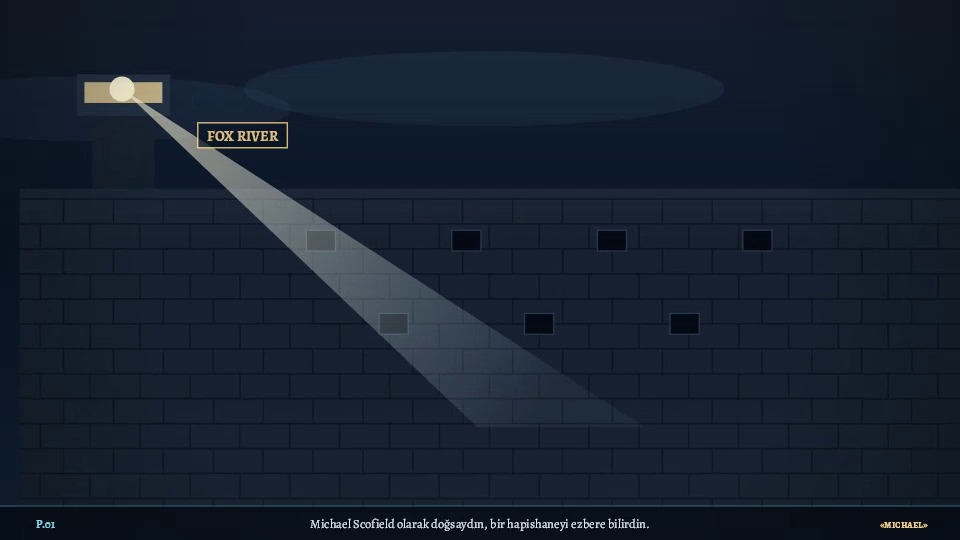 FOX RIVER
P.01
Michael Scofield olarak doğsaydın, bir hapishaneyi ezbere bilirdin.
«MICHAEL»